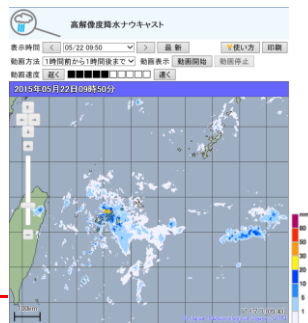 高解像度降水ナウキャスト
表示時間 < 05/22 09:50 > 最新 使い方 印刷
動画方法 1時間前から1時間後まで 動画表示 動画開始 動画停止
動画速度 遅く 速く
2015年05月22日09時50分
80
50
30
20
10
5
1
100km